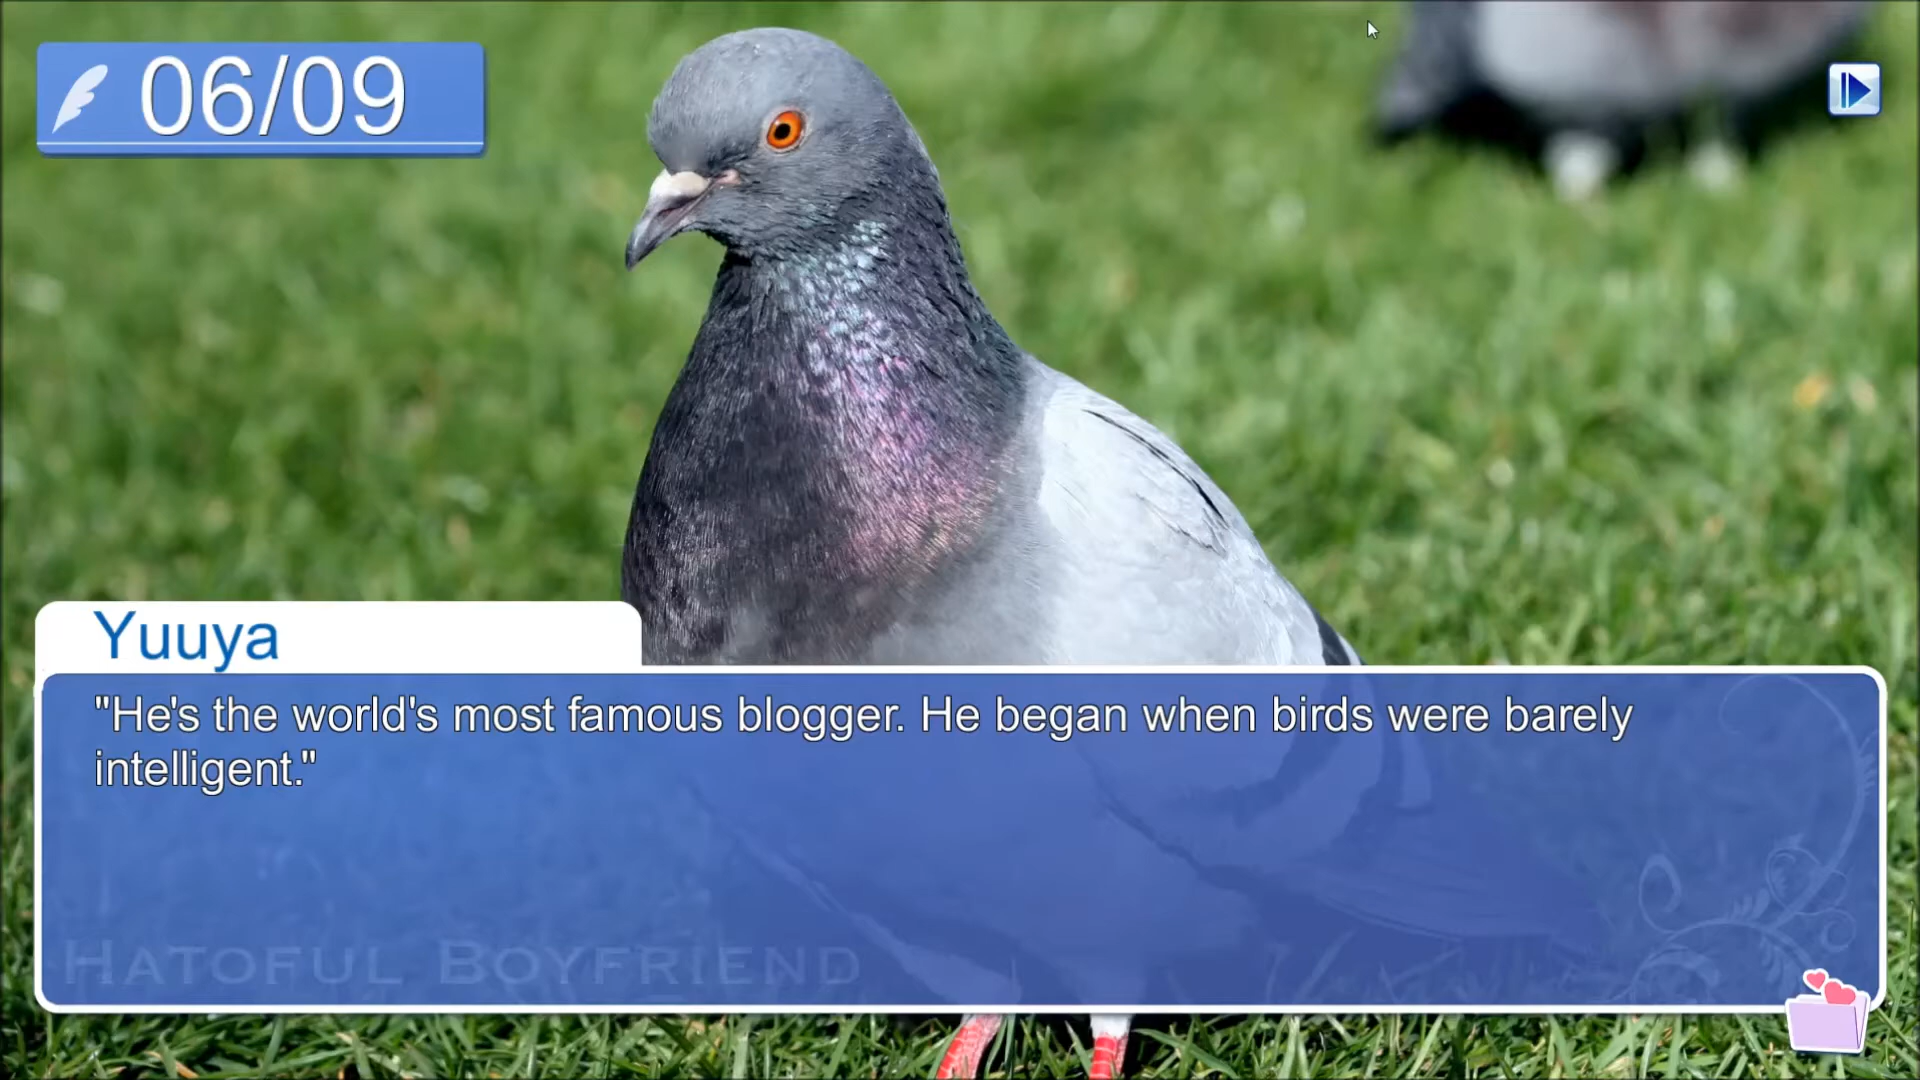 06/09
Yuuya
"He's the world's most famous blogger. He began when birds were barely
intelligent."
HATOFUL BOYFRIEND